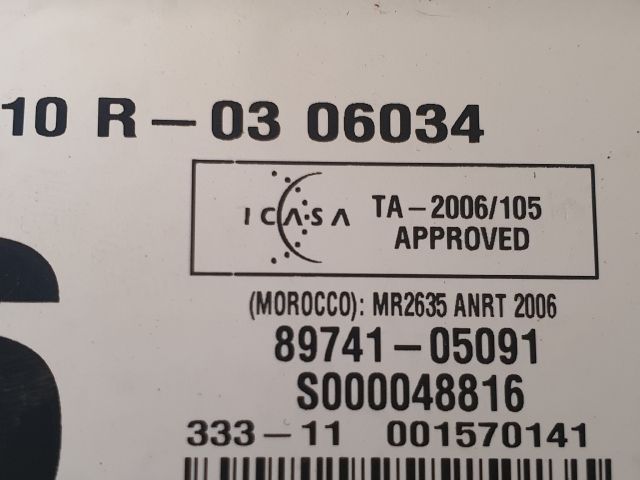 10 R-03 06034
ICASA TA-2006/105
APPROVED
(MOROCCO): MR2635 ANRT 2006
89741-05091
S000048816
333-11 001570141